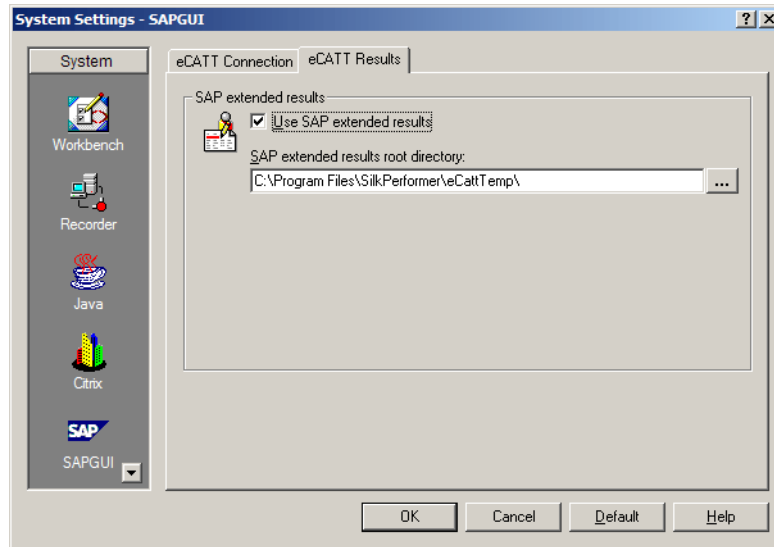 System Settings - SAPGUI
System
eCATT Connection
eCATT Results
SAP extended results
Use SAP extended results
SAP extended results root directory:
C:\Program Files\SilkPerformer\eCattTemp\
...
Workbench
Recorder
Java
Citrix
SAP
SAPGUI
OK
Cancel
Default
Help